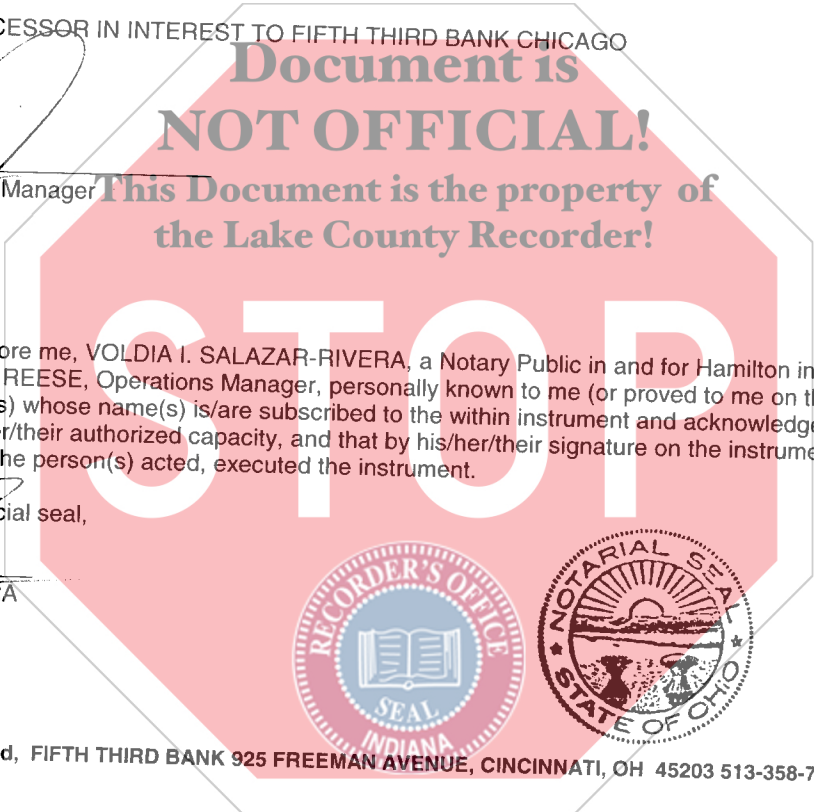 CESSOR IN INTEREST TO FIFTH THIRD BANK CHICAGO
Document is
NOT OFFICIAL!
Manager
This Document is the property of
the Lake County Recorder!
STOP
ore me, VOLDIA I. SALAZAR-RIVERA, a Notary Public in and for Hamilton in
REESE, Operations Manager, personally known to me (or proved to me on th
s) whose name(s) is/are subscribed to the within instrument and acknowledge
r/their authorized capacity, and that by his/her/their signature on the instrume
he person(s) acted, executed the instrument.
cial seal,
A
RECORDER'S OFFICE
SEAL
INDIANA
NOTARIAL SEAL
STATE OF OHIO
d, FIFTH THIRD BANK 925 FREEMAN AVENUE, CINCINNATI, OH 45203 513-358-7